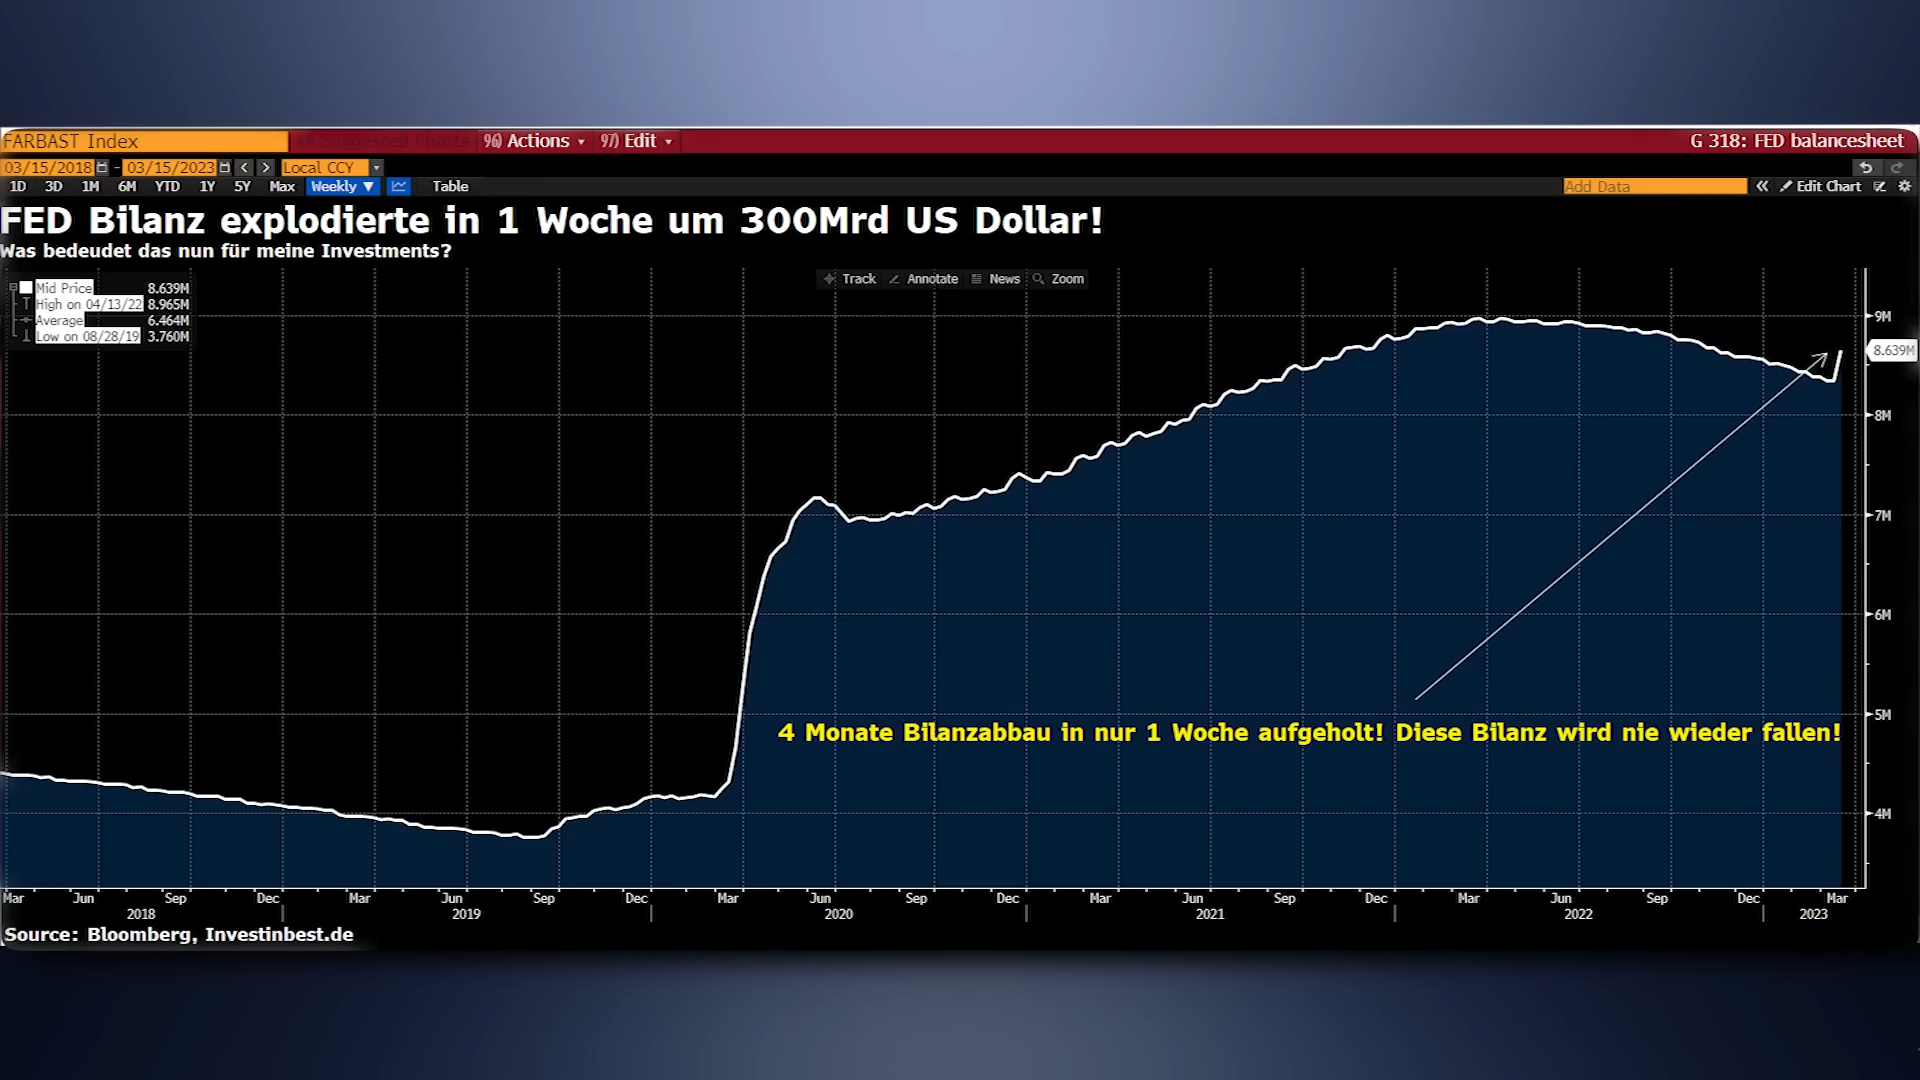 FARBAST Index
Suggested Charts
96) Actions
97) Edit
G 318: FED balancesheet
03/15/2018 - 03/15/2023 Local CCY
1D 3D 1M 6M YTD 1Y 5Y Max Weekly ▼ Table Add Data « Edit Chart
FED Bilanz explodierte in 1 Woche um 300Mrd US Dollar!
Was bedeudet das nun für meine Investments?
Track Annotate News Zoom
Mid Price 8.639M
High on 04/13/22 8.965M
Average 6.464M
Low on 08/28/19 3.760M
9M
8.639M
8M
7M
6M
5M
4 Monate Bilanzabbau in nur 1 Woche aufgeholt! Diese Bilanz wird nie wieder fallen!
4M
Mar Jun Sep Dec Mar Jun Sep Dec Mar Jun Sep Dec Mar Jun Sep Dec Mar Jun Sep Dec Mar
2018 2019 2020 2021 2022 2023
Source: Bloomberg, Investinbest.de